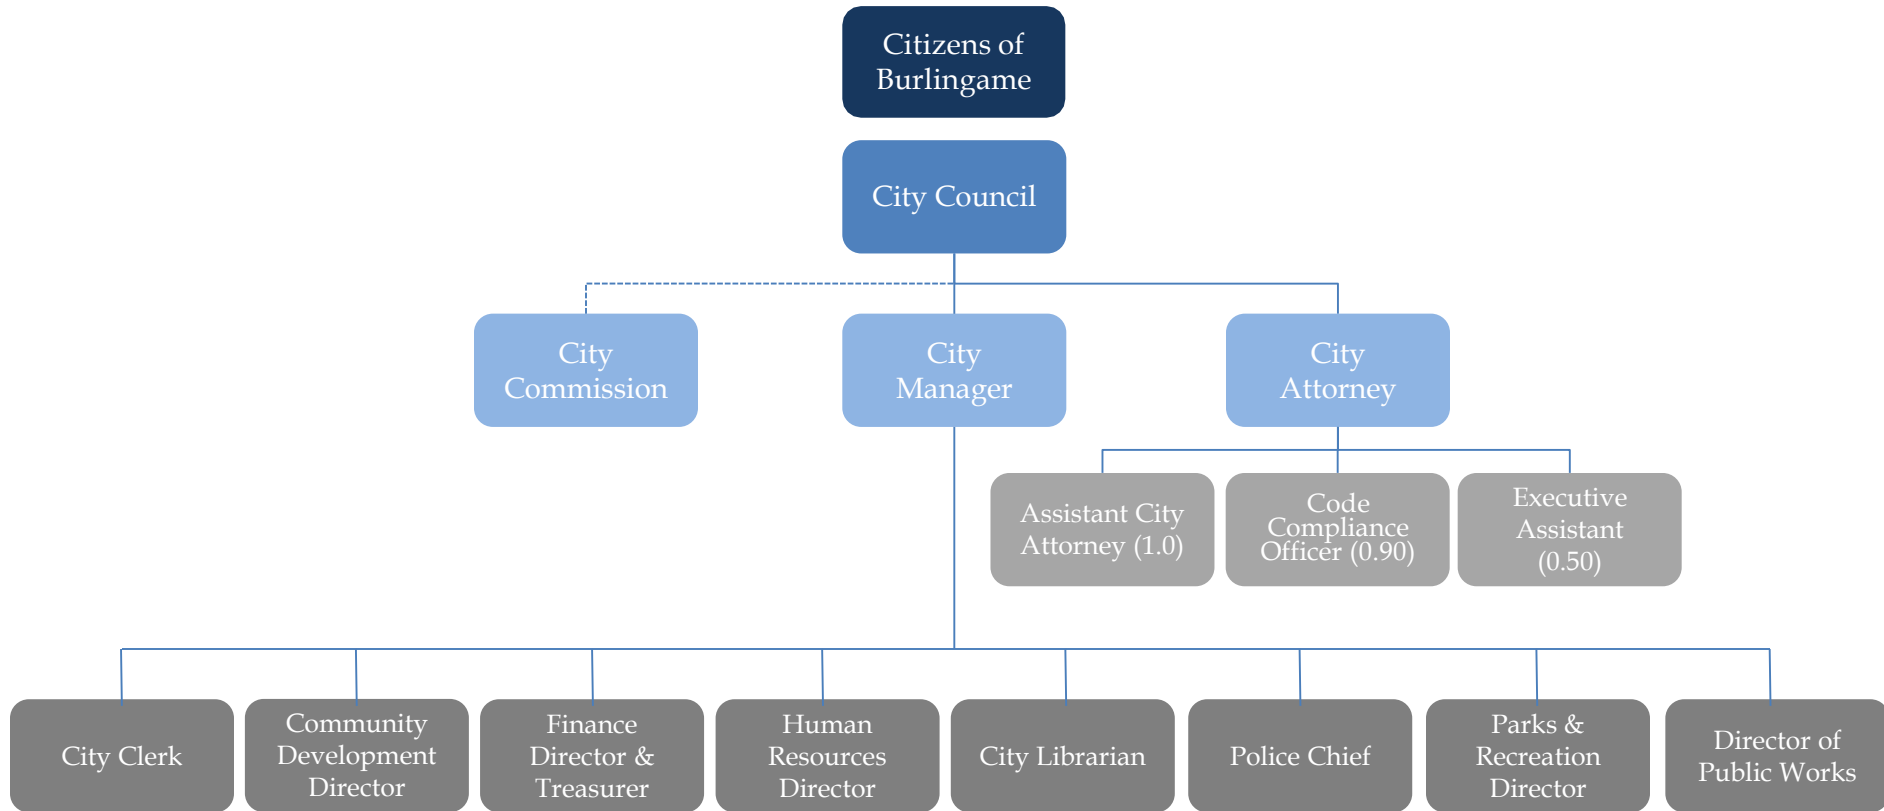 Citizens of
Burlingame
City Council
City
Commission
City
Manager
City
Attorney
Assistant City
Attorney (1.0)
Code
Compliance
Officer (0.90)
Executive
Assistant
(0.50)
City Clerk
Community
Development
Director
Finance
Director &
Treasurer
Human
Resources
Director
City Librarian
Police Chief
Parks &
Recreation
Director
Director of
Public Works